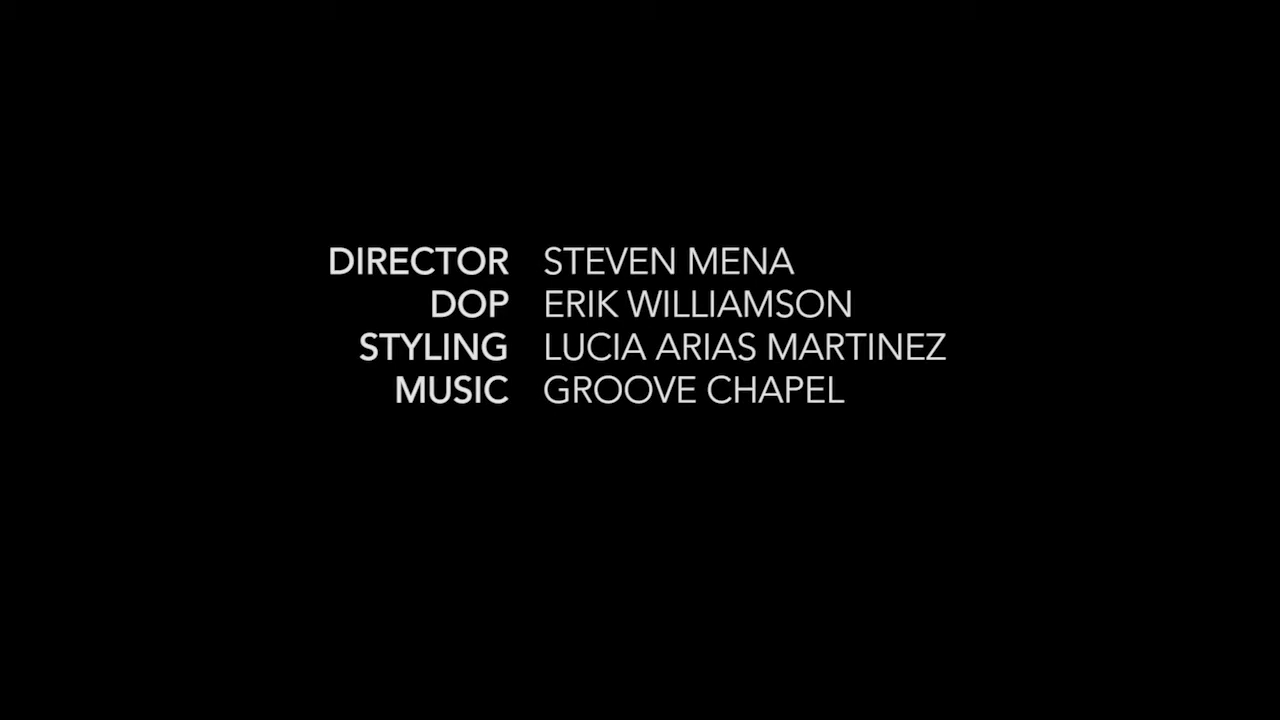 DIRECTOR STEVEN MENA
DOP ERIK WILLIAMSON
STYLING LUCIA ARIAS MARTINEZ
MUSIC GROOVE CHAPEL